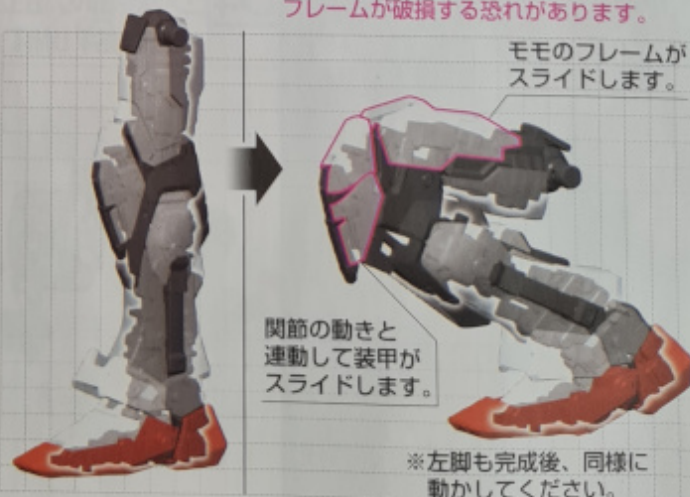 フレームが破損する恐れがあります。
モモのフレームが
スライドします。
関節の動きと
連動して装甲が
スライドします。
※左脚も完成後、同様に
動かしてください。